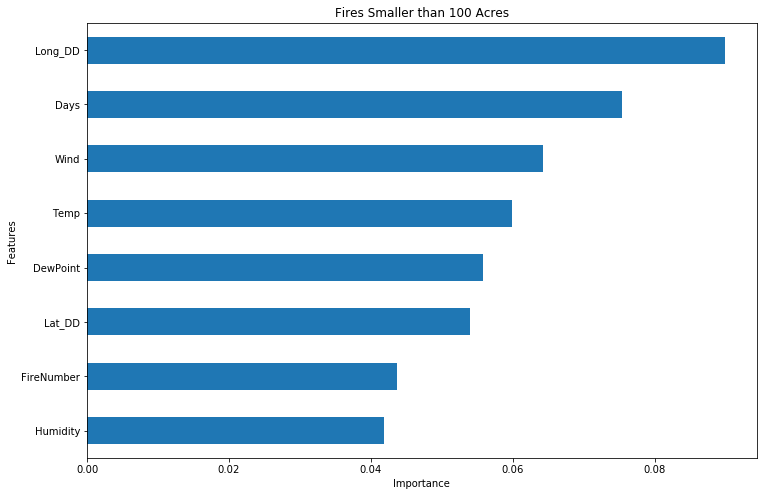 Fires Smaller than 100 Acres
Features
Long_DD
Days
Wind
Temp
DewPoint
Lat_DD
FireNumber
Humidity
0.00 0.02 0.04 0.06 0.08
Importance